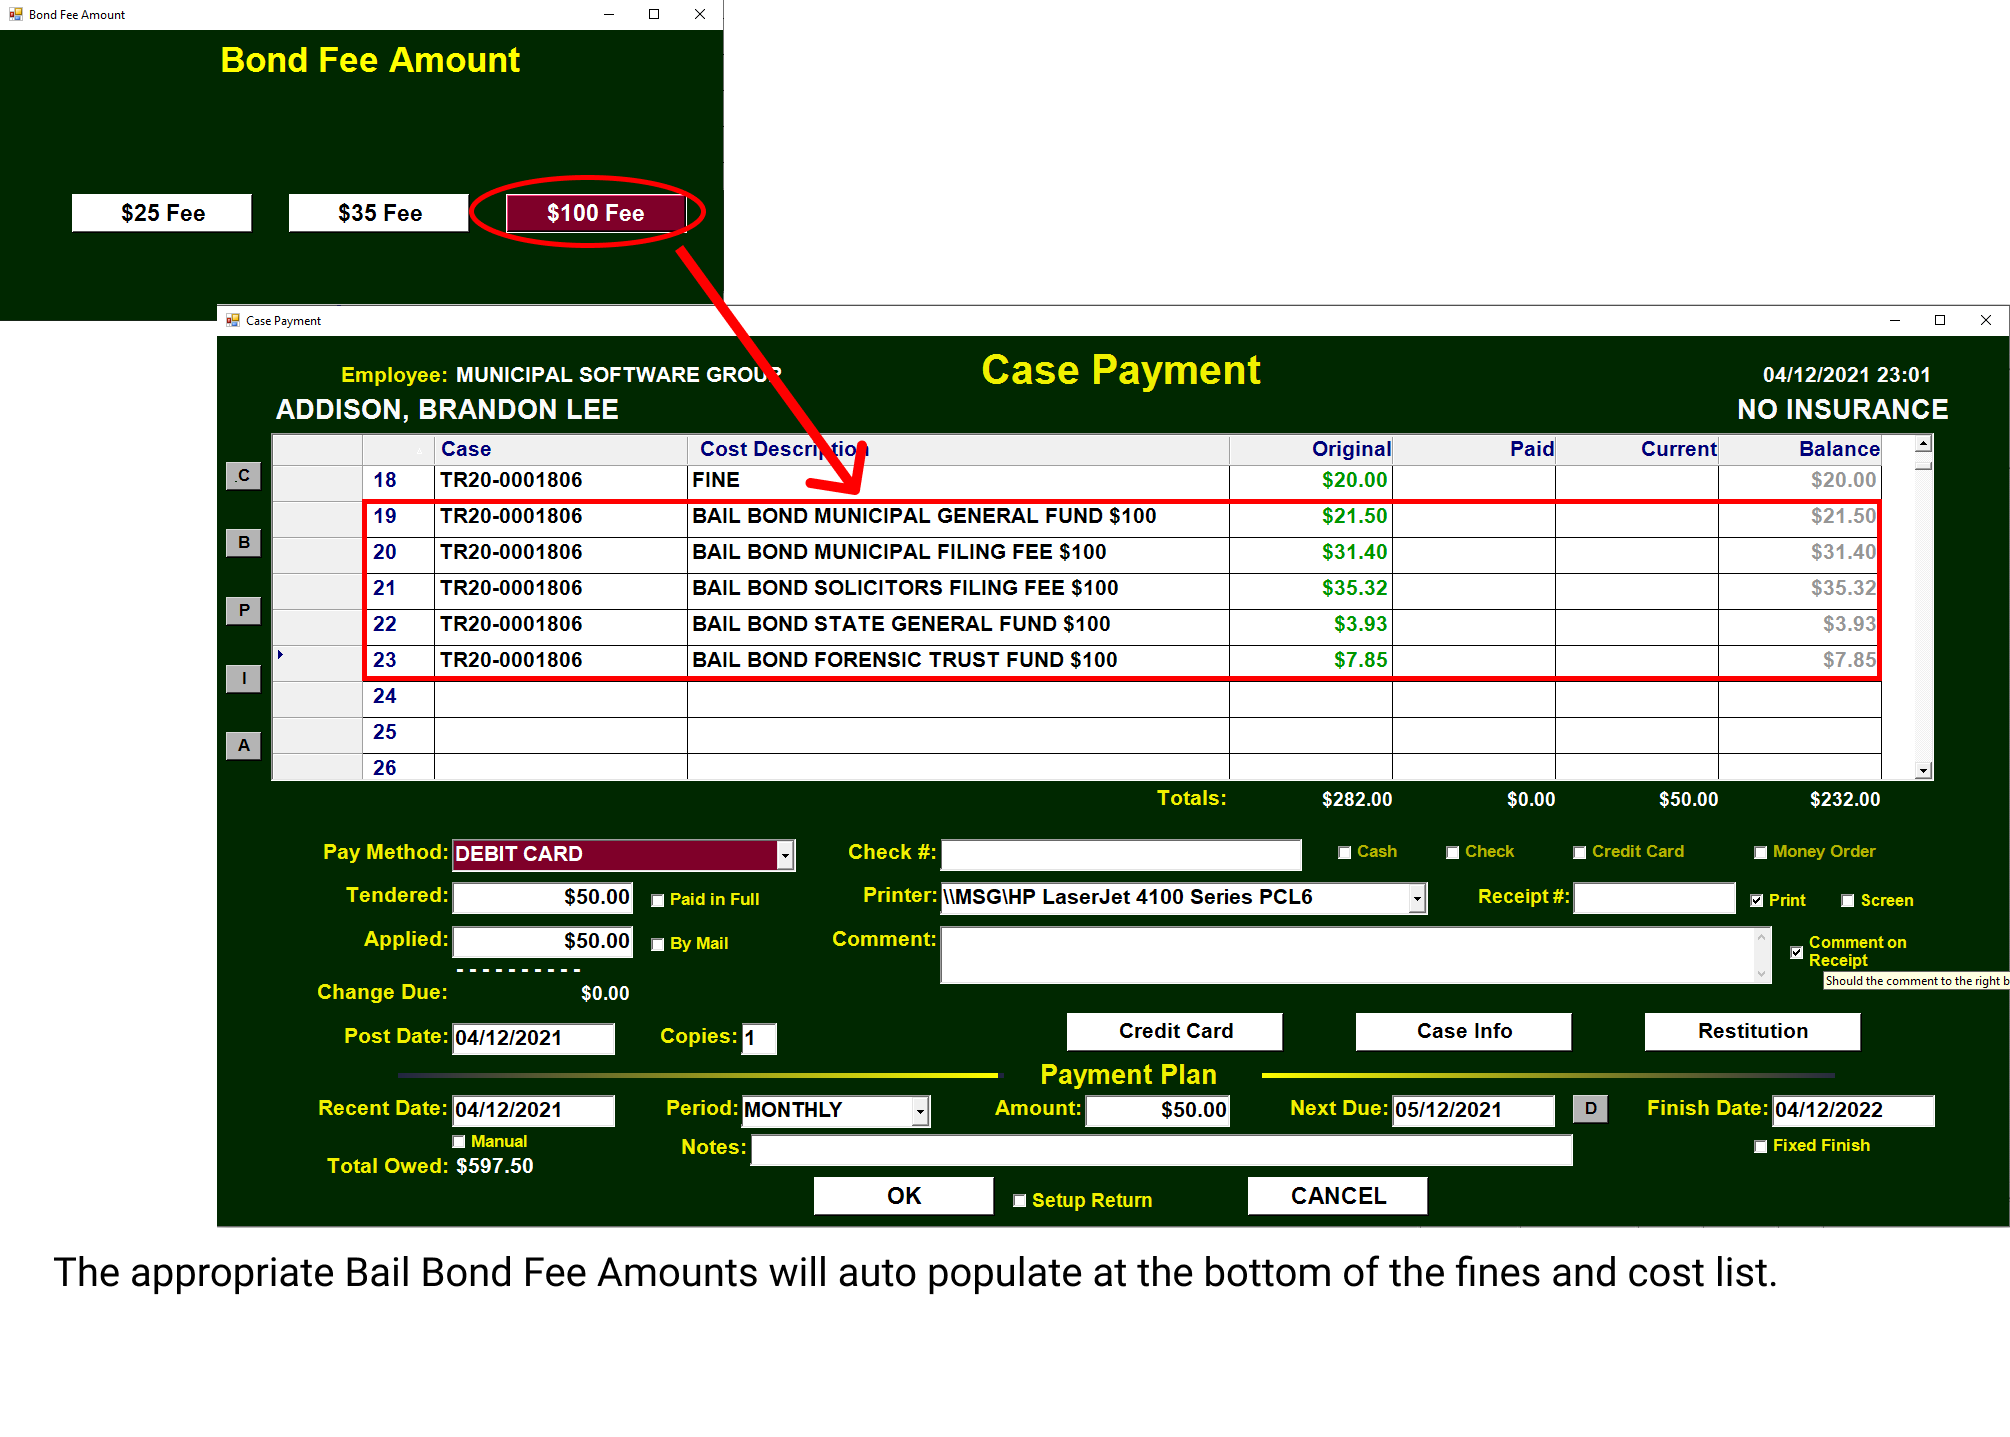 Bond Fee Amount
Bond Fee Amount
$25 Fee $35 Fee $100 Fee
Case Payment
Employee: MUNICIPAL SOFTWARE GROUP Case Payment 04/12/2021 23:01
ADDISON, BRANDON LEE NO INSURANCE
Case Cost Description Original Paid Current Balance
.C
18 TR20-0001806 FINE $20.00 $20.00
19 TR20-0001806 BAIL BOND MUNICIPAL GENERAL FUND $100 $21.50 $21.50
B
20 TR20-0001806 BAIL BOND MUNICIPAL FILING FEE $100 $31.40 $31.40
21 TR20-0001806 BAIL BOND SOLICITORS FILING FEE $100 $35.32 $35.32
P
22 TR20-0001806 BAIL BOND STATE GENERAL FUND $100 $3.93 $3.93
23 TR20-0001806 BAIL BOND FORENSIC TRUST FUND $100 $7.85 $7.85
I
24
25
A
26
Totals: $282.00 $0.00 $50.00 $232.00
Pay Method: DEBIT CARD Check #: Cash Check Credit Card Money Order
Tendered: $50.00 Paid in Full Printer: \\MSG\HP LaserJet 4100 Series PCL6 Receipt #: Print Screen
Applied: $50.00 By Mail Comment: Comment on
Receipt
----------
Should the comment to the right b
Change Due: $0.00
Post Date: 04/12/2021 Copies: 1 Credit Card Case Info Restitution
Payment Plan
Recent Date: 04/12/2021 Period: MONTHLY Amount: $50.00 Next Due: 05/12/2021 D Finish Date: 04/12/2022
Manual Notes: Fixed Finish
Total Owed: $597.50
OK Setup Return CANCEL
The appropriate Bail Bond Fee Amounts will auto populate at the bottom of the fines and cost list.